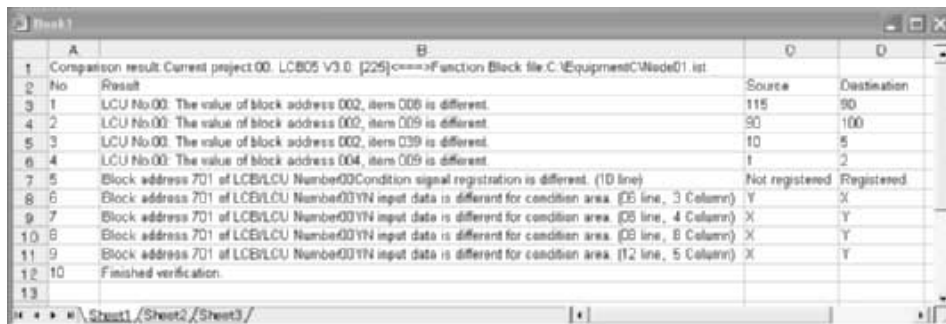 Book1
A B C D
1 Comparison result:Current project:00. LCB05 V3.0. [225]<===>Function Block file:C:\EquipmentC\Node01.ist
2 No Result Source Destination
3 1 LCU No.00: The value of block address 002, item 008 is different. 115 90
4 2 LCU No.00: The value of block address 002, item 009 is different. 90 100
5 3 LCU No.00: The value of block address 002, item 039 is different. 10 5
6 4 LCU No.00: The value of block address 004, item 009 is different. 1 2
7 5 Block address 701 of LCB/LCU Number00Condition signal registration is different. (10 line) Not registered Registered
8 6 Block address 701 of LCB/LCU Number00YN input data is different for condition area. (06 line, 3 Column) Y X
9 7 Block address 701 of LCB/LCU Number00YN input data is different for condition area. (08 line, 4 Column) X Y
10 8 Block address 701 of LCB/LCU Number00YN input data is different for condition area. (08 line, 8 Column) X Y
11 9 Block address 701 of LCB/LCU Number00YN input data is different for condition area. (12 line, 5 Column) X Y
12 10 Finished verification.
13
Sheet1 / Sheet2 / Sheet3 /